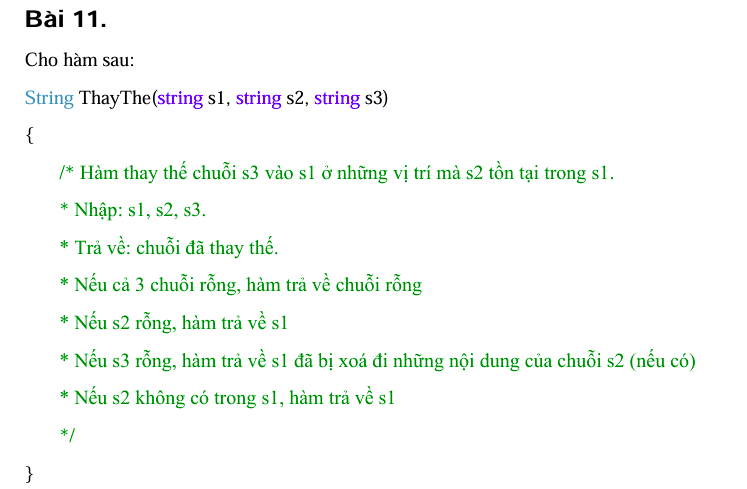 Bài 11.
Cho hàm sau:
String ThayThe(string s1, string s2, string s3)
{
/* Hàm thay thế chuỗi s3 vào s1 ở những vị trí mà s2 tồn tại trong s1.
* Nhập: s1, s2, s3.
* Trả về: chuỗi đã thay thế.
* Nếu cả 3 chuỗi rỗng, hàm trả về chuỗi rỗng
* Nếu s2 rỗng, hàm trả về s1
* Nếu s3 rỗng, hàm trả về s1 đã bị xoá đi những nội dung của chuỗi s2 (nếu có)
* Nếu s2 không có trong s1, hàm trả về s1
*/
}